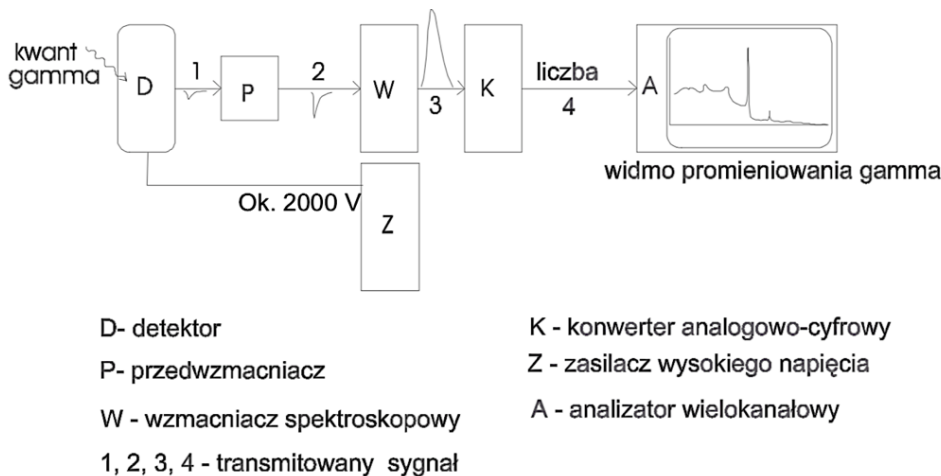 kwant
gamma
D
1
P
2
W
3
K
liczba
4
A
widmo promieniowania gamma
Ok. 2000 V
Z
D- detektor
P- przedwzmacniacz
W - wzmacniacz spektroskopowy
1, 2, 3, 4 - transmitowany sygnał
K - konwerter analogowo-cyfrowy
Z - zasilacz wysokiego napięcia
A - analizator wielokanałowy